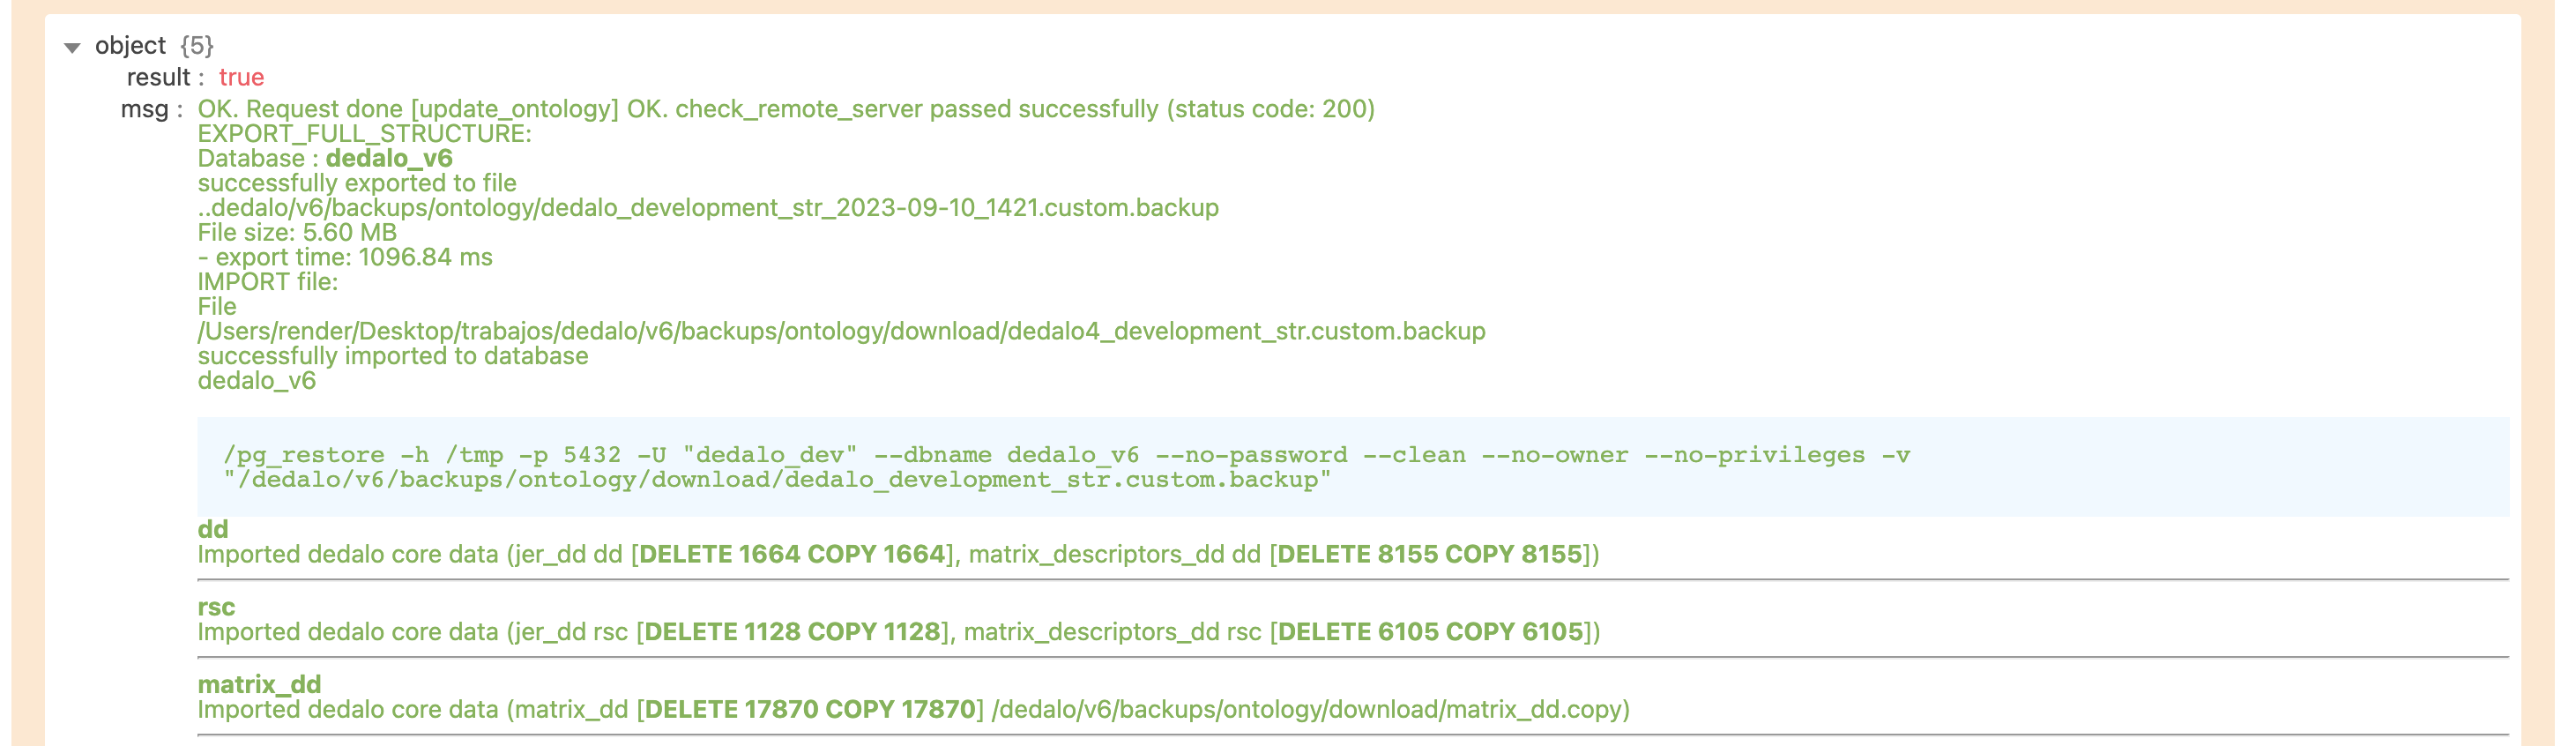 object {5}
result : true
msg : OK. Request done [update_ontology] OK. check_remote_server passed successfully (status code: 200)
EXPORT_FULL_STRUCTURE:
Database : dedalo_v6
successfully exported to file
..dedalo/v6/backups/ontology/dedalo_development_str_2023-09-10_1421.custom.backup
File size: 5.60 MB
- export time: 1096.84 ms
IMPORT file:
File
/Users/render/Desktop/trabajos/dedalo/v6/backups/ontology/download/dedalo4_development_str.custom.backup
successfully imported to database
dedalo_v6
/pg_restore -h /tmp -p 5432 -U "dedalo_dev" --dbname dedalo_v6 --no-password --clean --no-owner --no-privileges -v
"/dedalo/v6/backups/ontology/download/dedalo_development_str.custom.backup"
dd
Imported dedalo core data (jer_dd dd [DELETE 1664 COPY 1664], matrix_descriptors_dd dd [DELETE 8155 COPY 8155])
rsc
Imported dedalo core data (jer_dd rsc [DELETE 1128 COPY 1128], matrix_descriptors_dd rsc [DELETE 6105 COPY 6105])
matrix_dd
Imported dedalo core data (matrix_dd [DELETE 17870 COPY 17870] /dedalo/v6/backups/ontology/download/matrix_dd.copy)